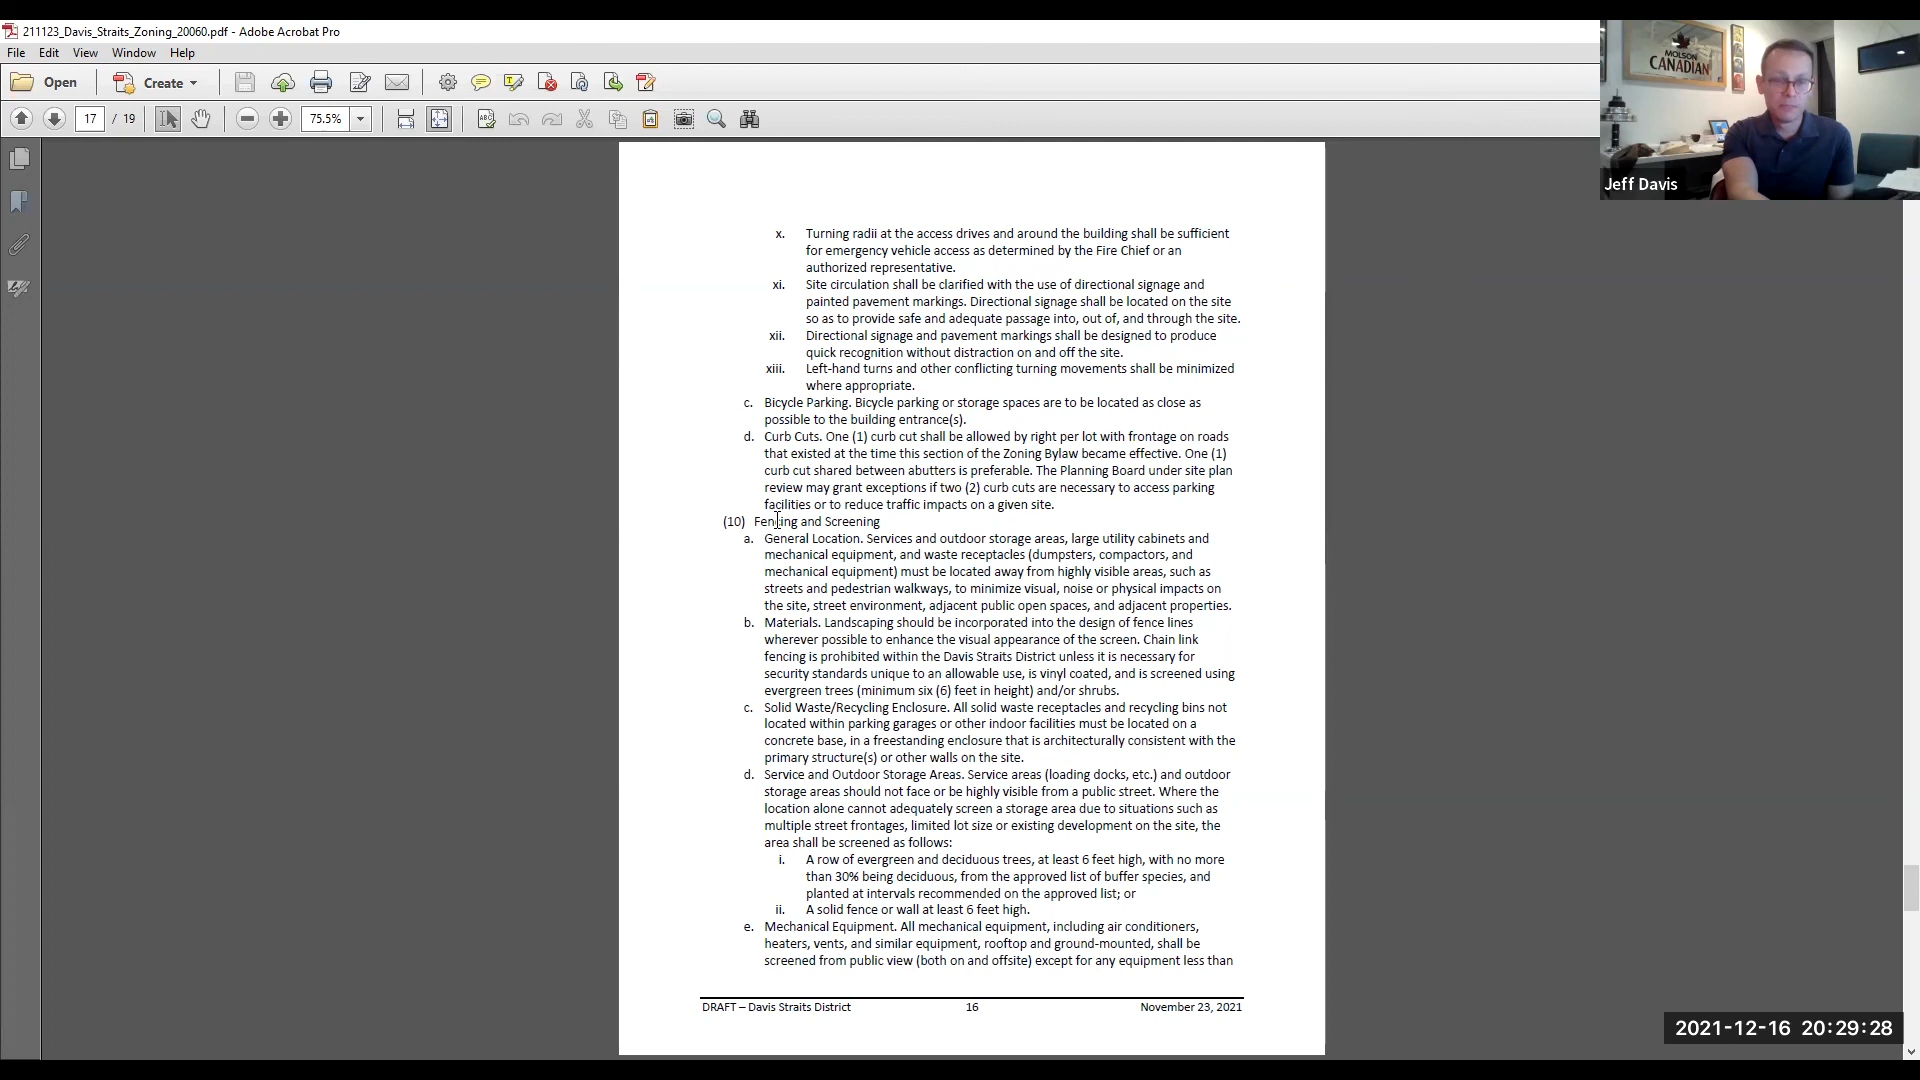 211123_Davis_Straits_Zoning_20060.pdf - Adobe Acrobat Pro
File Edit View Window Help
Open Create
17 / 19 75.5%
MOLSON
CANADIAN
Jeff Davis
x. Turning radii at the access drives and around the building shall be sufficient
for emergency vehicle access as determined by the Fire Chief or an
authorized representative.
xi. Site circulation shall be clarified with the use of directional signage and
painted pavement markings. Directional signage shall be located on the site
so as to provide safe and adequate passage into, out of, and through the site.
xii. Directional signage and pavement markings shall be designed to produce
quick recognition without distraction on and off the site.
xiii. Left-hand turns and other conflicting turning movements shall be minimized
where appropriate.
c. Bicycle Parking. Bicycle parking or storage spaces are to be located as close as
possible to the building entrance(s).
d. Curb Cuts. One (1) curb cut shall be allowed by right per lot with frontage on roads
that existed at the time this section of the Zoning Bylaw became effective. One (1)
curb cut shared between abutters is preferable. The Planning Board under site plan
review may grant exceptions if two (2) curb cuts are necessary to access parking
facilities or to reduce traffic impacts on a given site.
(10) Fencing and Screening
a. General Location. Services and outdoor storage areas, large utility cabinets and
mechanical equipment, and waste receptacles (dumpsters, compactors, and
mechanical equipment) must be located away from highly visible areas, such as
streets and pedestrian walkways, to minimize visual, noise or physical impacts on
the site, street environment, adjacent public open spaces, and adjacent properties.
b. Materials. Landscaping should be incorporated into the design of fence lines
wherever possible to enhance the visual appearance of the screen. Chain link
fencing is prohibited within the Davis Straits District unless it is necessary for
security standards unique to an allowable use, is vinyl coated, and is screened using
evergreen trees (minimum six (6) feet in height) and/or shrubs.
c. Solid Waste/Recycling Enclosure. All solid waste receptacles and recycling bins not
located within parking garages or other indoor facilities must be located on a
concrete base, in a freestanding enclosure that is architecturally consistent with the
primary structure(s) or other walls on the site.
d. Service and Outdoor Storage Areas. Service areas (loading docks, etc.) and outdoor
storage areas should not face or be highly visible from a public street. Where the
location alone cannot adequately screen a storage area due to situations such as
multiple street frontages, limited lot size or existing development on the site, the
area shall be screened as follows:
i. A row of evergreen and deciduous trees, at least 6 feet high, with no more
than 30% being deciduous, from the approved list of buffer species, and
planted at intervals recommended on the approved list; or
ii. A solid fence or wall at least 6 feet high.
e. Mechanical Equipment. All mechanical equipment, including air conditioners,
heaters, vents, and similar equipment, rooftop and ground-mounted, shall be
screened from public view (both on and offsite) except for any equipment less than
DRAFT – Davis Straits District 16 November 23, 2021
2021-12-16 20:29:28